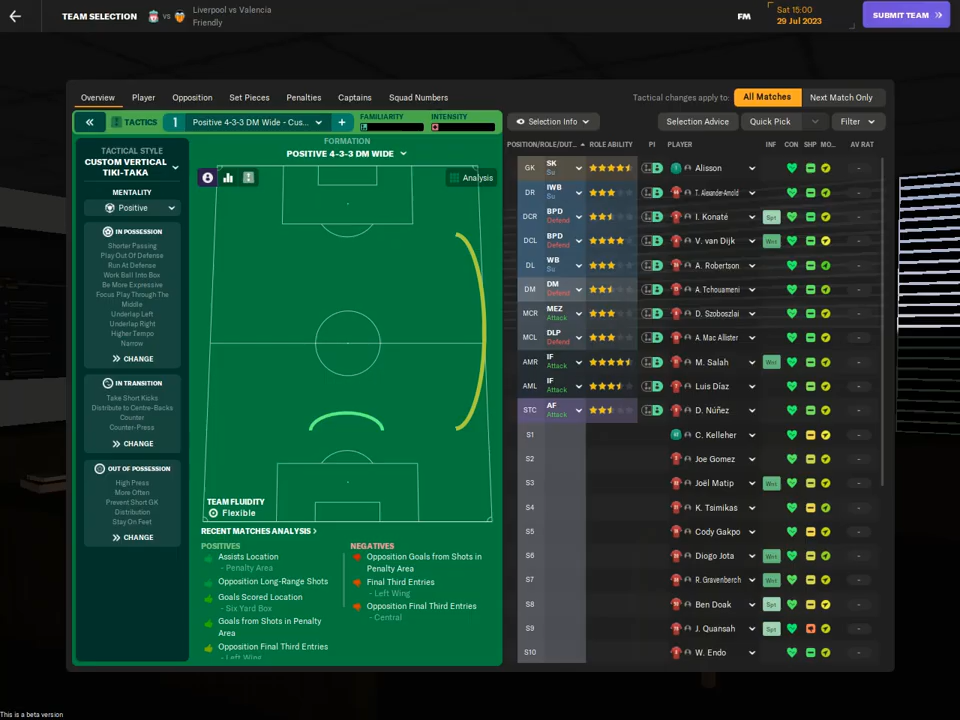 TEAM SELECTION
vs
Liverpool vs Valencia
Friendly
FM
Sat 15:00
29 Jul 2023
SUBMIT TEAM
Overview
Player
Opposition
Set Pieces
Penalties
Captains
Squad Numbers
Tactical changes apply to:
All Matches
Next Match Only
TACTICS
1
Positive 4-3-3 DM Wide - Cus...
+
FAMILIARITY
INTENSITY
Selection Info
Selection Advice
Quick Pick
Filter
TACTICAL STYLE
CUSTOM VERTICAL
TIKI-TAKA
MENTALITY
Positive
IN POSSESSION
Shorter Passing
Play Out Of Defense
Run At Defense
Work Ball Into Box
Be More Expressive
Focus Play Through The
Middle
Underlap Left
Underlap Right
Higher Tempo
Narrow
CHANGE
IN TRANSITION
Take Short Kicks
Distribute to Centre-Backs
Counter
Counter-Press
CHANGE
OUT OF POSSESSION
High Press
More Often
Prevent Short GK
Distribution
Stay On Feet
CHANGE
FORMATION
POSITIVE 4-3-3 DM WIDE
Analysis
TEAM FLUIDITY
Flexible
RECENT MATCHES ANALYSIS
POSITIVES
Assists Location
- Penalty Area
Opposition Long-Range Shots
Goals Scored Location
- Six Yard Box
Goals from Shots in Penalty
Area
Opposition Final Third Entries
- Left Wing
NEGATIVES
Opposition Goals from Shots in
Penalty Area
Final Third Entries
- Left Wing
Opposition Final Third Entries
- Central
POSITION/ROLE/DUT... ROLE ABILITY PI PLAYER INF CON SHP MO... AV RAT
GK SK Su Alisson -
DR IWB Su T. Alexander-Arnold -
DCR BPD Defend I. Konaté Spt -
DCL BPD Defend V. van Dijk Wnt -
DL WB Su A. Robertson -
DM DM Defend A. Tchouameni -
MCR MEZ Attack D. Szoboszlai -
MCL DLP Defend A. Mac Allister -
AMR IF Attack M. Salah Wnt -
AML IF Attack Luis Díaz -
STC AF Attack D. Núñez -
S1 C. Kelleher -
S2 Joe Gomez -
S3 Joël Matip Wnt -
S4 K. Tsimikas -
S5 Cody Gakpo -
S6 Diogo Jota Wnt -
S7 R. Gravenberch Wnt -
S8 Ben Doak Spt -
S9 J. Quansah Spt -
S10 W. Endo -
This is a beta version